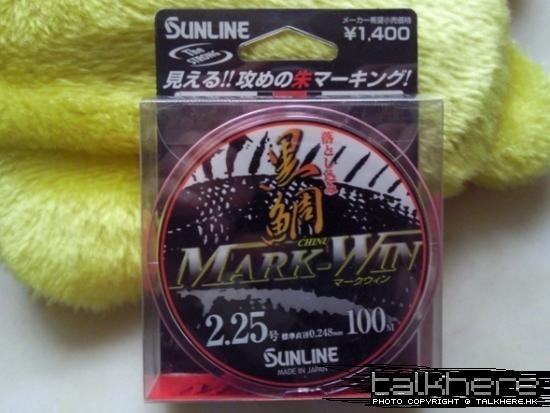 SUNLINE
メーカー希望小売価格
¥1,400
The STRONG
見える!!攻めの朱マーキング!
落とし込み
黒鯛
CHINU
MARK-WIN
マークウィン
2.25号 標準直径0.248mm 100M
SUNLINE
MADE IN JAPAN
talkhere
PHOTO COPYRIGHT @ TALKHERE.HK